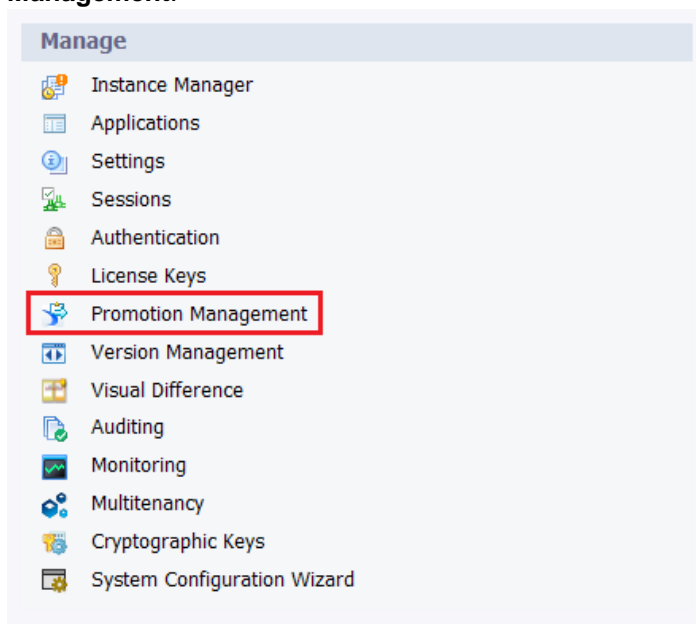 Management.
Manage
Instance Manager
Applications
Settings
Sessions
Authentication
License Keys
Promotion Management
Version Management
Visual Difference
Auditing
Monitoring
Multitenancy
Cryptographic Keys
System Configuration Wizard